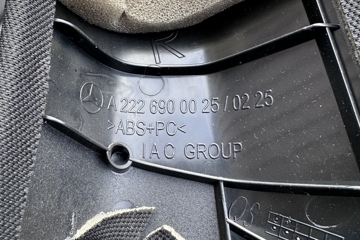 R
A 222 690 00 25 / 02 25
>ABS+PC<
IAC GROUP